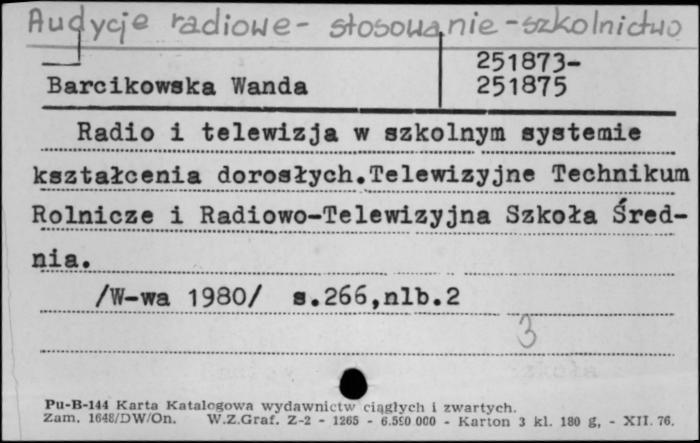 Audycje radiowe - stosowanie - szkolnictwo
251873-
Barcikowska Wanda 251875
Radio i telewizja w szkolnym systemie
kształcenia dorosłych.Telewizyjne Technikum
Rolnicze i Radiowo-Telewizyjna Szkoła Śred-
nia.
/W-wa 1980/ s.266,nlb.2
3
Pu-B-144 Karta Katalogowa wydawnictw ciągłych i zwartych.
Zam. 1648/DW/On. W.Z.Graf. Z-2 - 1265 - 6.550 000 - Karton 3 kl. 180 g, - XII. 76.